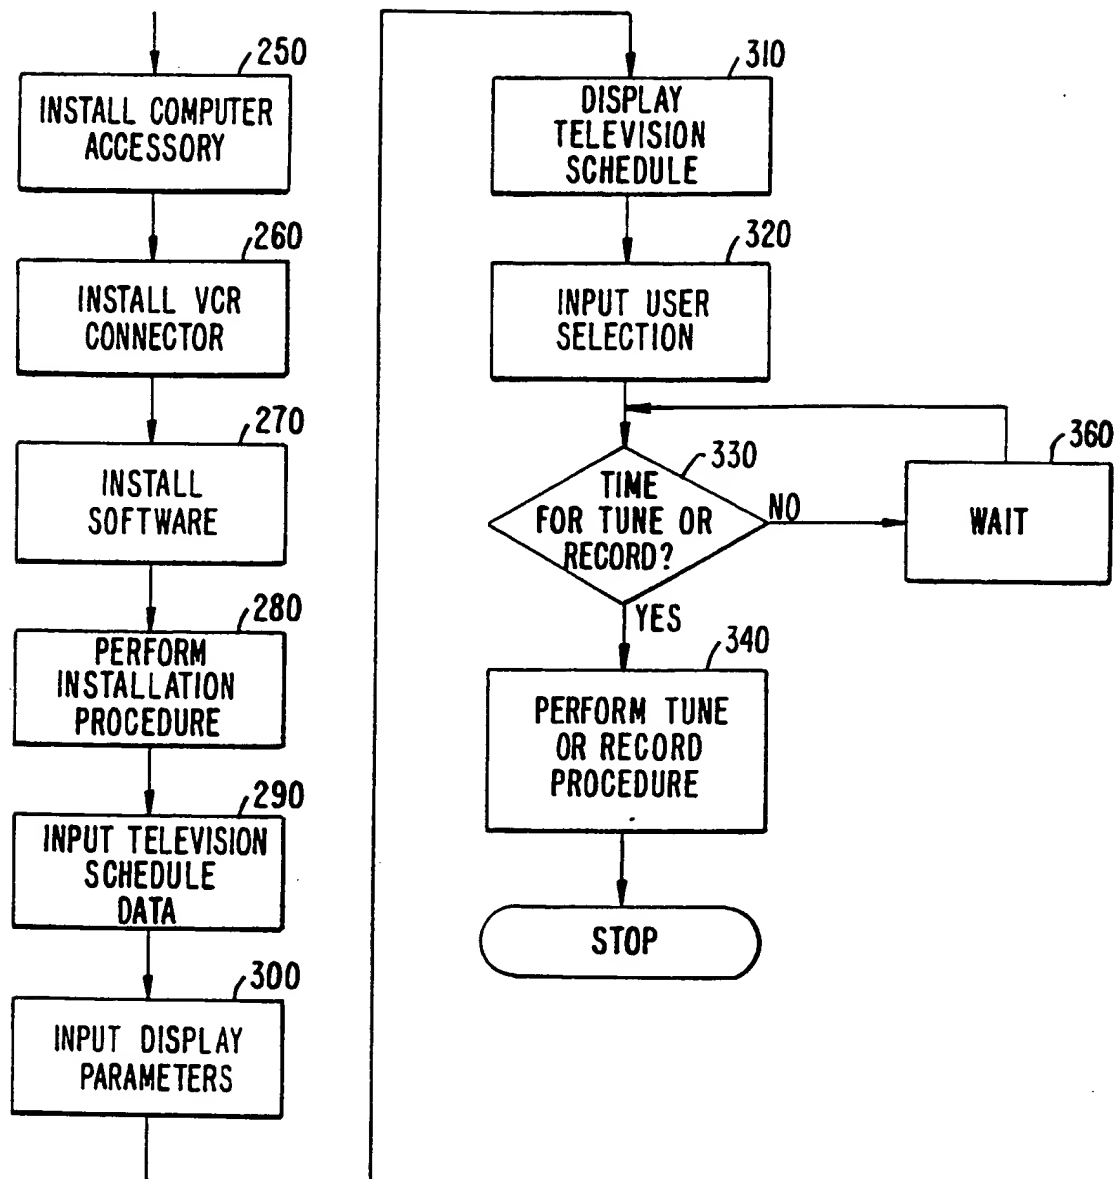 250
INSTALL COMPUTER
ACCESSORY
260
INSTALL VCR
CONNECTOR
270
INSTALL
SOFTWARE
280
PERFORM
INSTALLATION
PROCEDURE
290
INPUT TELEVISION
SCHEDULE
DATA
300
INPUT DISPLAY
PARAMETERS
310
DISPLAY
TELEVISION
SCHEDULE
320
INPUT USER
SELECTION
330
TIME
FOR TUNE OR
RECORD?
NO
360
WAIT
YES
340
PERFORM TUNE
OR RECORD
PROCEDURE
STOP